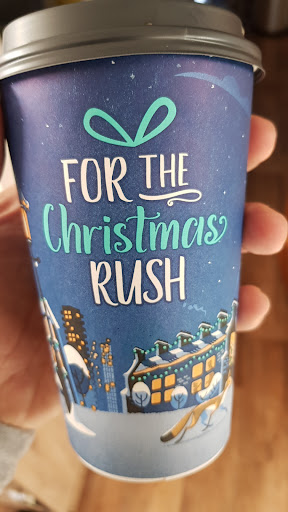 FOR THE
Christmas
RUSH